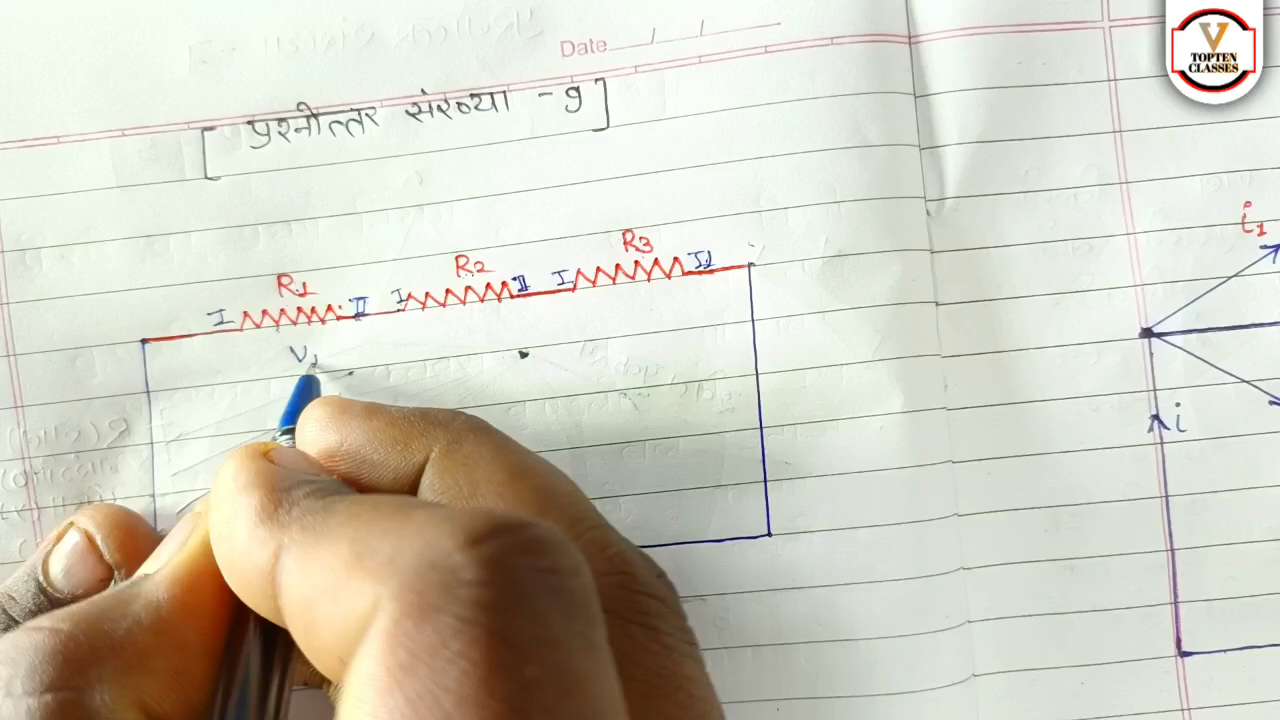 Date / /
[ प्रश्नोत्तर संख्या - 9 ]
V
TOPTEN
CLASSES
R1 R2 R3
I II I II I II
V1
i1
i